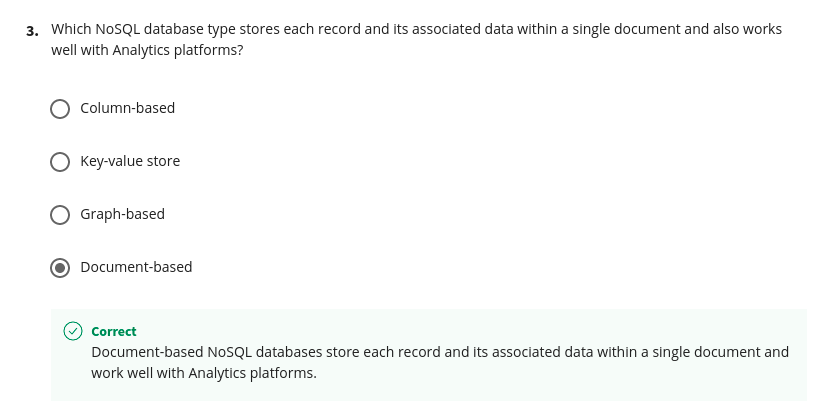 3. Which NoSQL database type stores each record and its associated data within a single document and also works
well with Analytics platforms?
Column-based
Key-value store
Graph-based
Document-based
Correct
Document-based NoSQL databases store each record and its associated data within a single document and
work well with Analytics platforms.